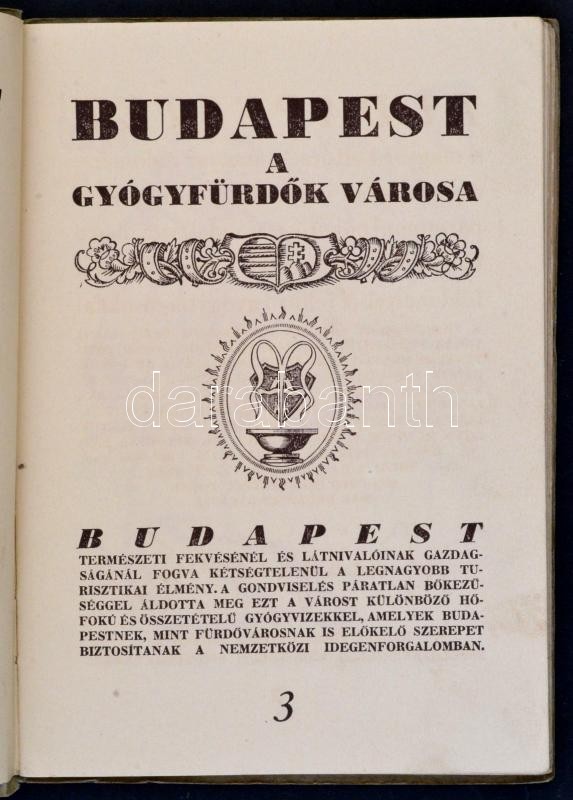 BUDAPEST
A
GYÓGYFÜRDŐK VÁROSA
darabanth
BUDAPEST
TERMÉSZETI FEKVÉSÉNÉL ÉS LÁTNIVALÓINAK GAZDAG-
SÁGÁNÁL FOGVA KÉTSÉGTELENÜL A LEGNAGYOBB TU-
RISZTIKAI ÉLMÉNY. A GONDVISELÉS PÁRATLAN BŐKEZŰ-
SÉGGEL ÁLDOTTA MEG EZT A VÁROST KÜLÖNBÖZŐ HŐ-
FOKÚ ÉS ÖSSZETÉTELŰ GYÓGYVIZEKKEL, AMELYEK BUDA-
PESTNEK, MINT FÜRDŐVÁROSNAK IS ELŐKELŐ SZEREPET
BIZTOSÍTANAK A NEMZETKÖZI IDEGENFORGALOMBAN.
3